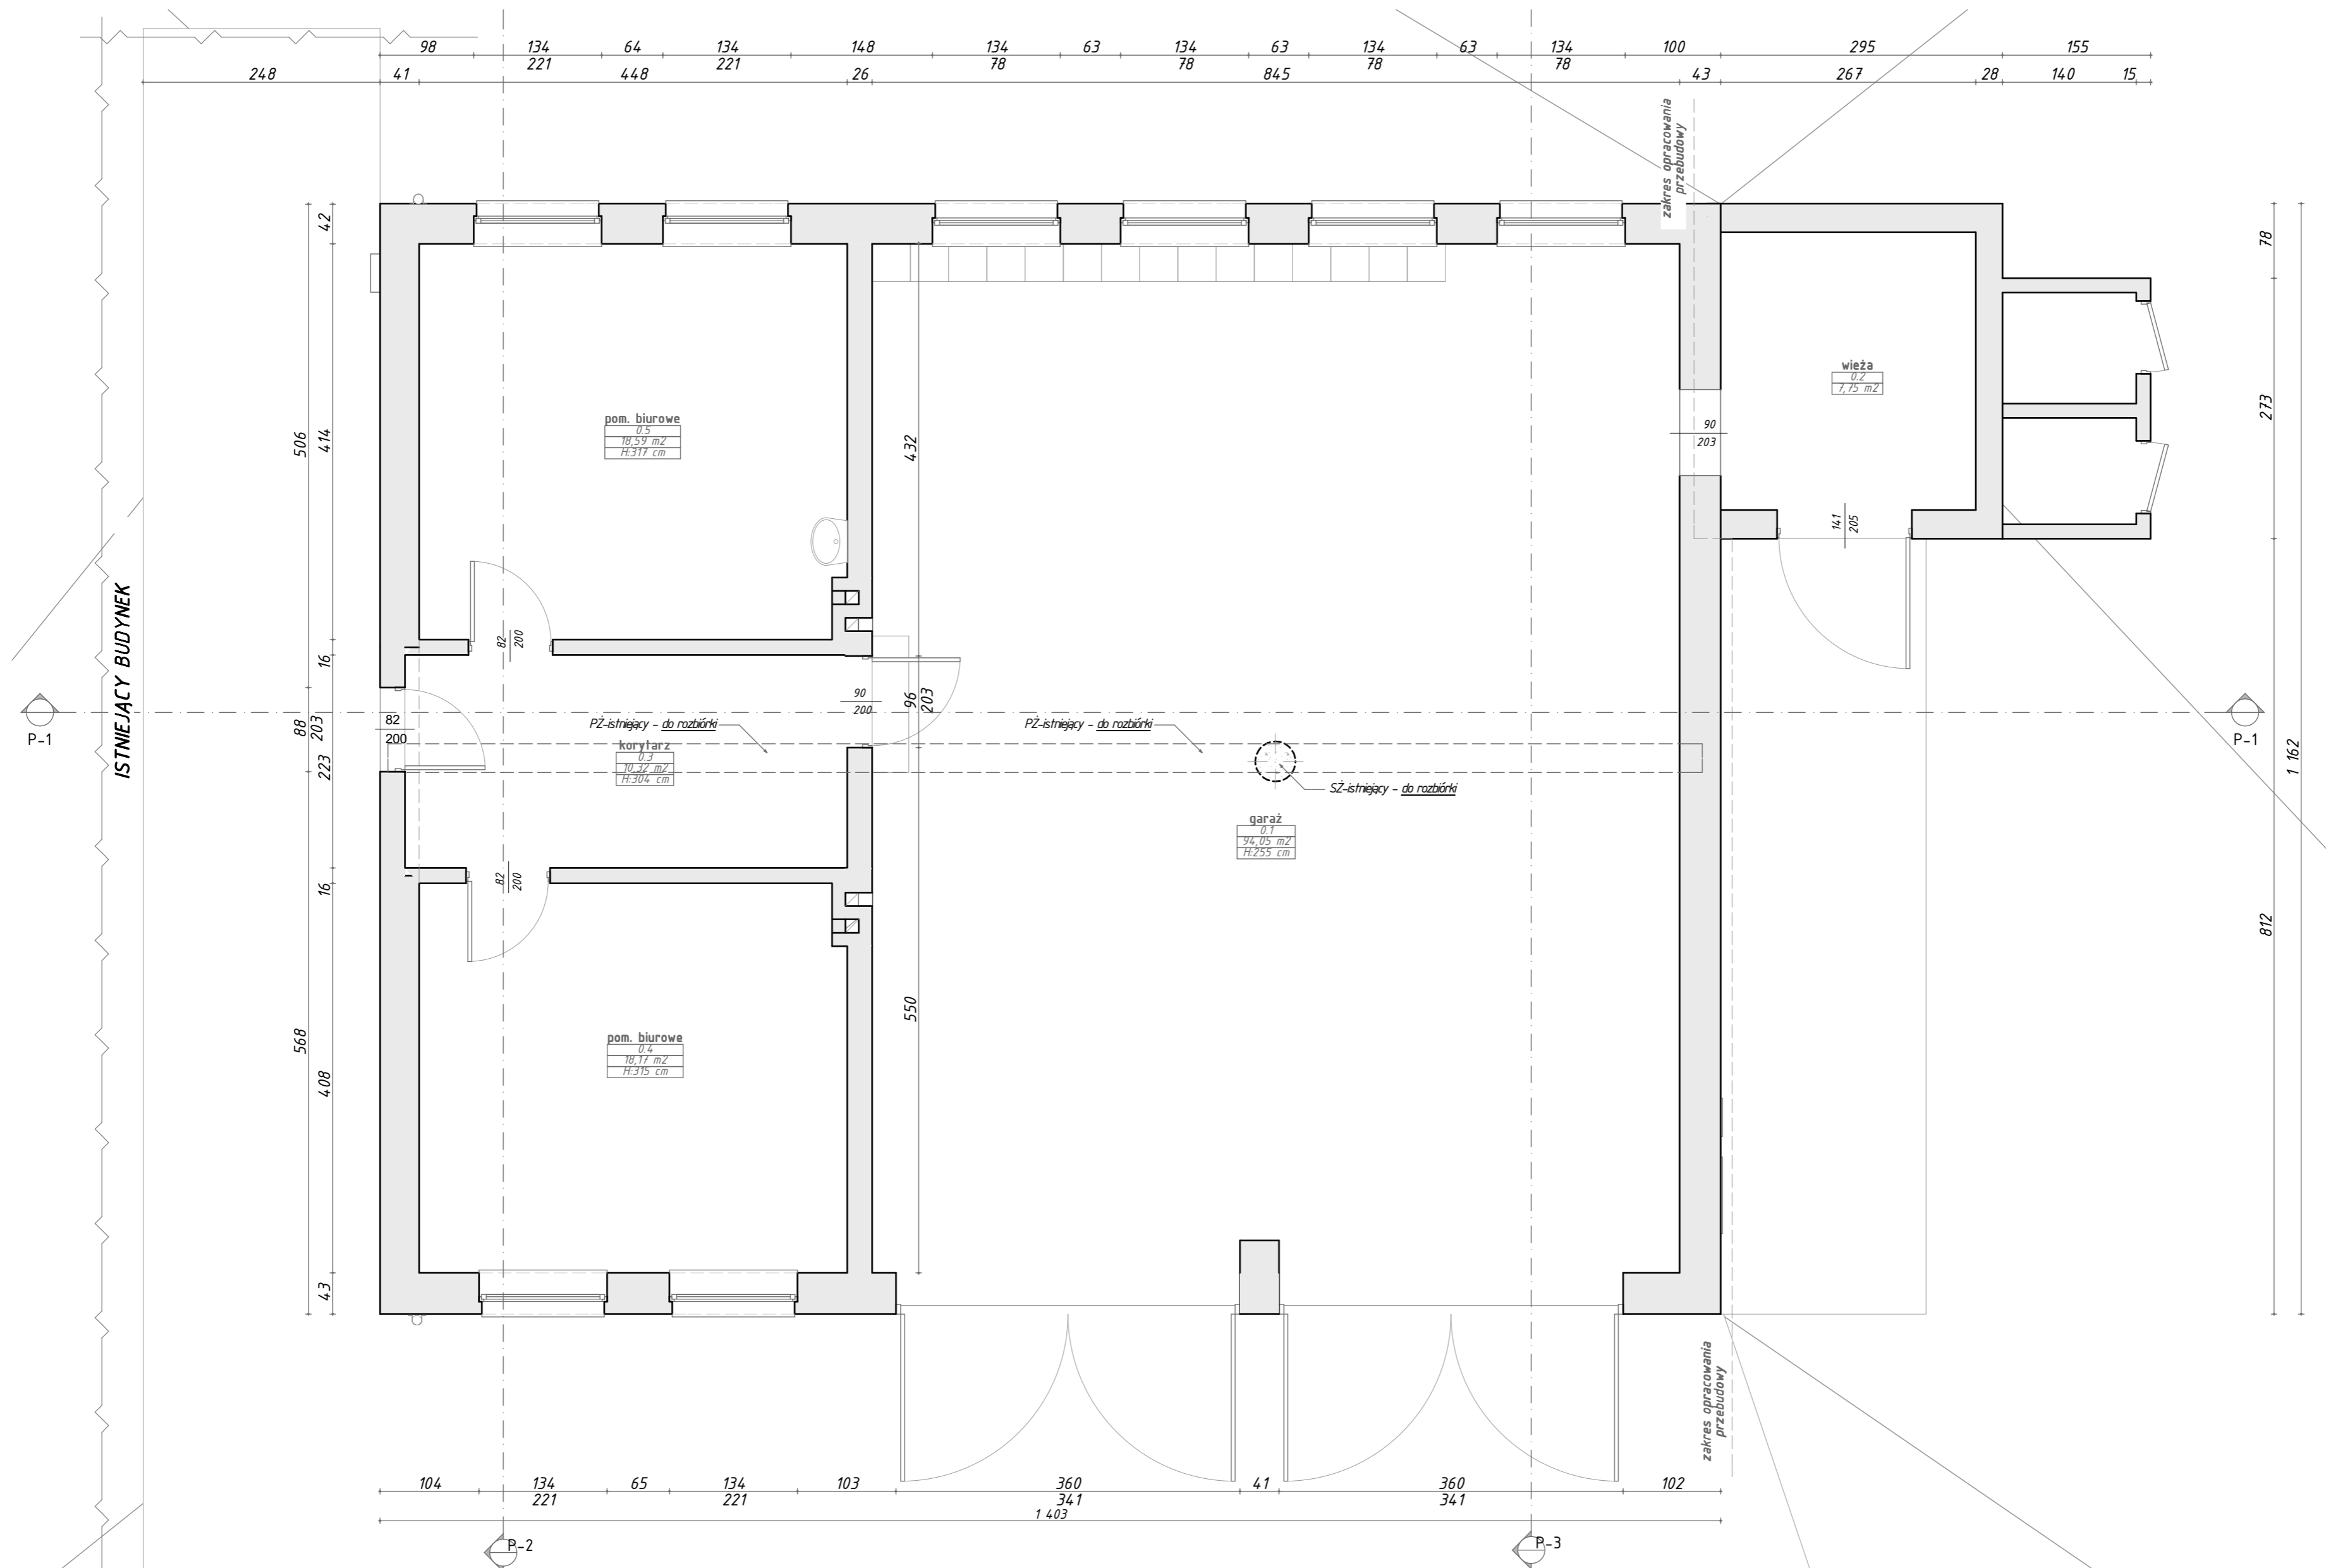 98 134 64 134 148 134 63 134 63 134 63 134 100 295 155
221 221 78 78 78 78
248 41 448 26 845 43 267 28 140 15
zakres opracowania
przebudowy
42
78
506
414
432
273
pom. biurowe
0.5
18,59 m2
H:317 cm
wieża
0.2
7,75 m2
90
203
141
205
82
200
16
ISTNIEJĄCY BUDYNEK
88
203
223
82
200
90
200
96
203
P-1
P-1
PŻ-istniejący - do rozbiórki
PŻ-istniejący - do rozbiórki
korytarz
0.3
10,32 m2
H:304 cm
SŻ-istniejący - do rozbiórki
garaż
0.1
94,05 m2
H:255 cm
1 162
82
200
16
812
568
408
550
pom. biurowe
0.4
18,17 m2
H:315 cm
43
zakres opracowania
przebudowy
104 134 65 134 103 360 41 360 102
221 221 341 341
1 403
P-2
P-3